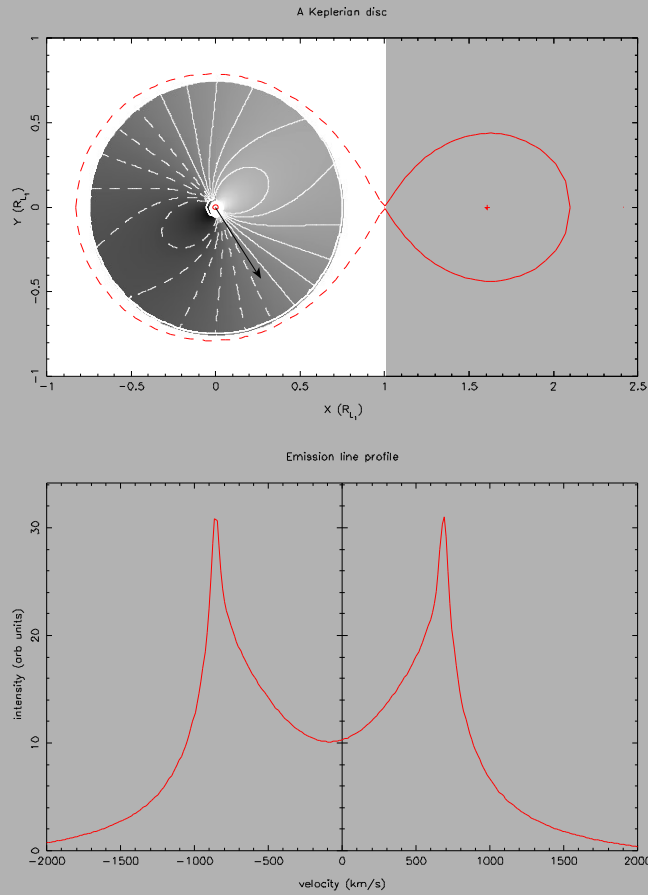 A Keplerian disc
1
0.5
0
−0.5
−1
Y (R_L₁)
−1 −0.5 0 0.5 1 1.5 2 2.5
X (R_L₁)
Emission line profile
30
20
10
0
intensity (arb units)
−2000 −1500 −1000 −500 0 500 1000 1500 2000
velocity (km/s)